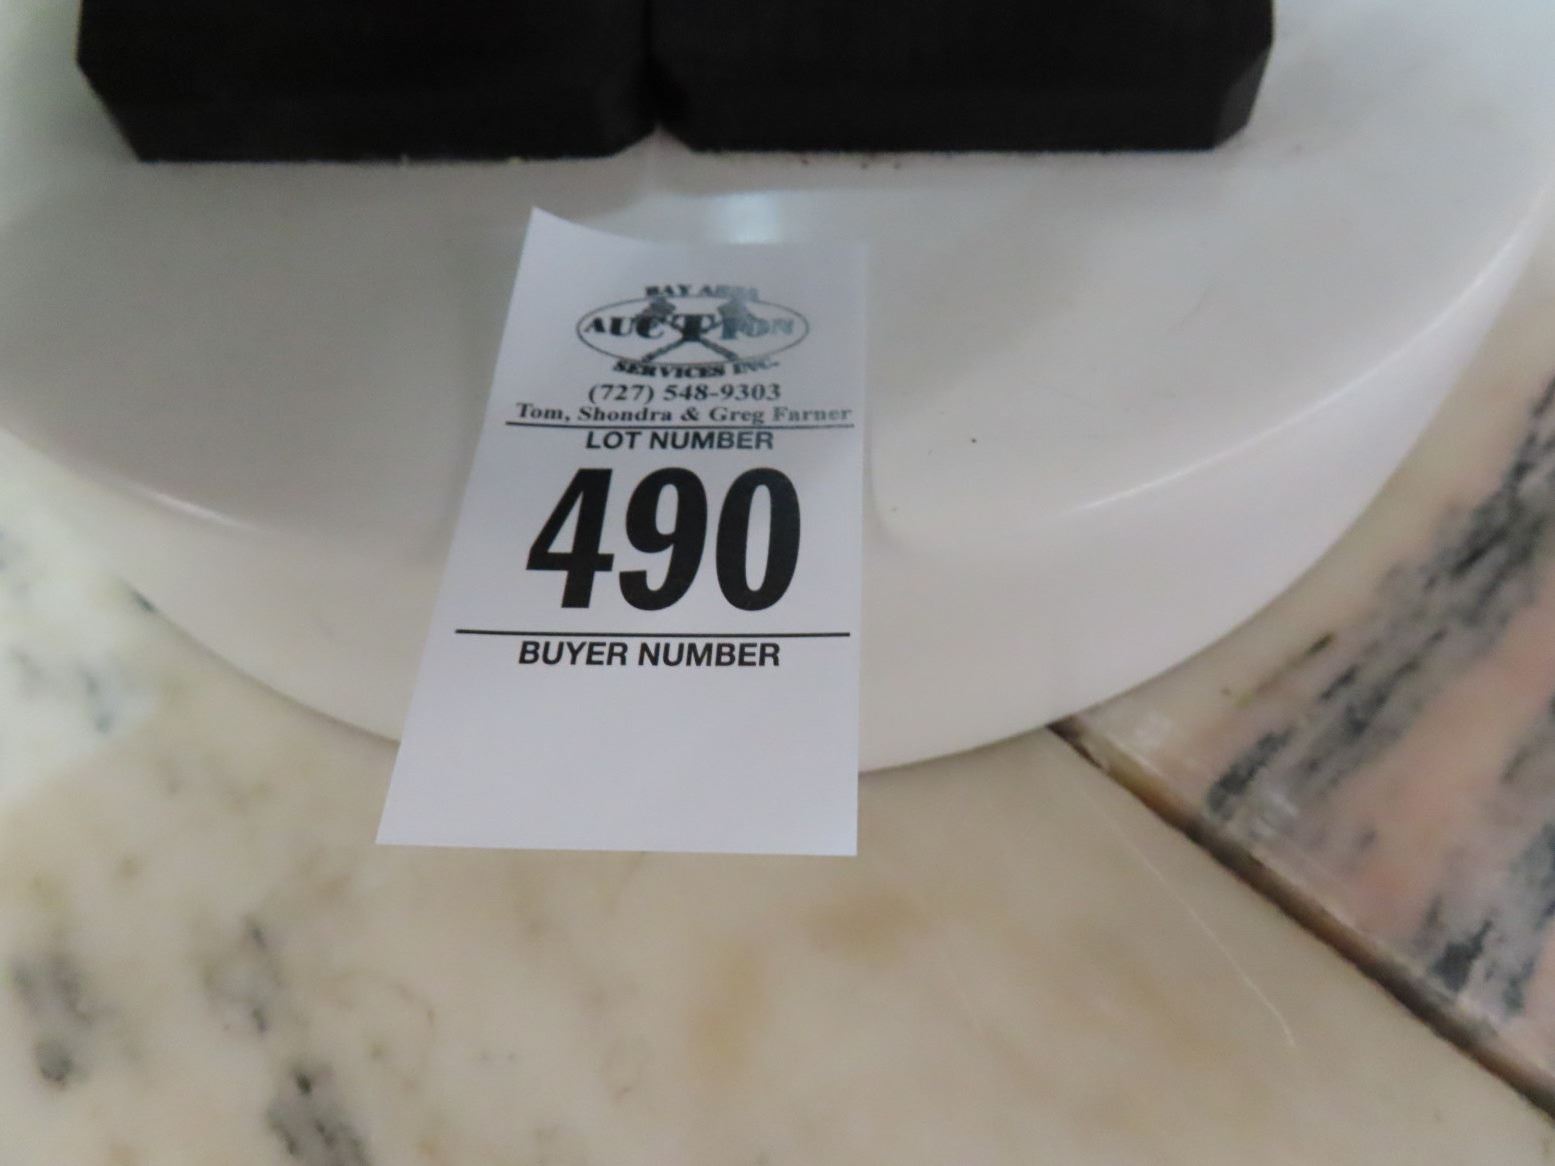 BAY AREA
AUCTION
SERVICES INC.
(727) 548-9303
Tom, Shondra & Greg Farner
LOT NUMBER
490
BUYER NUMBER